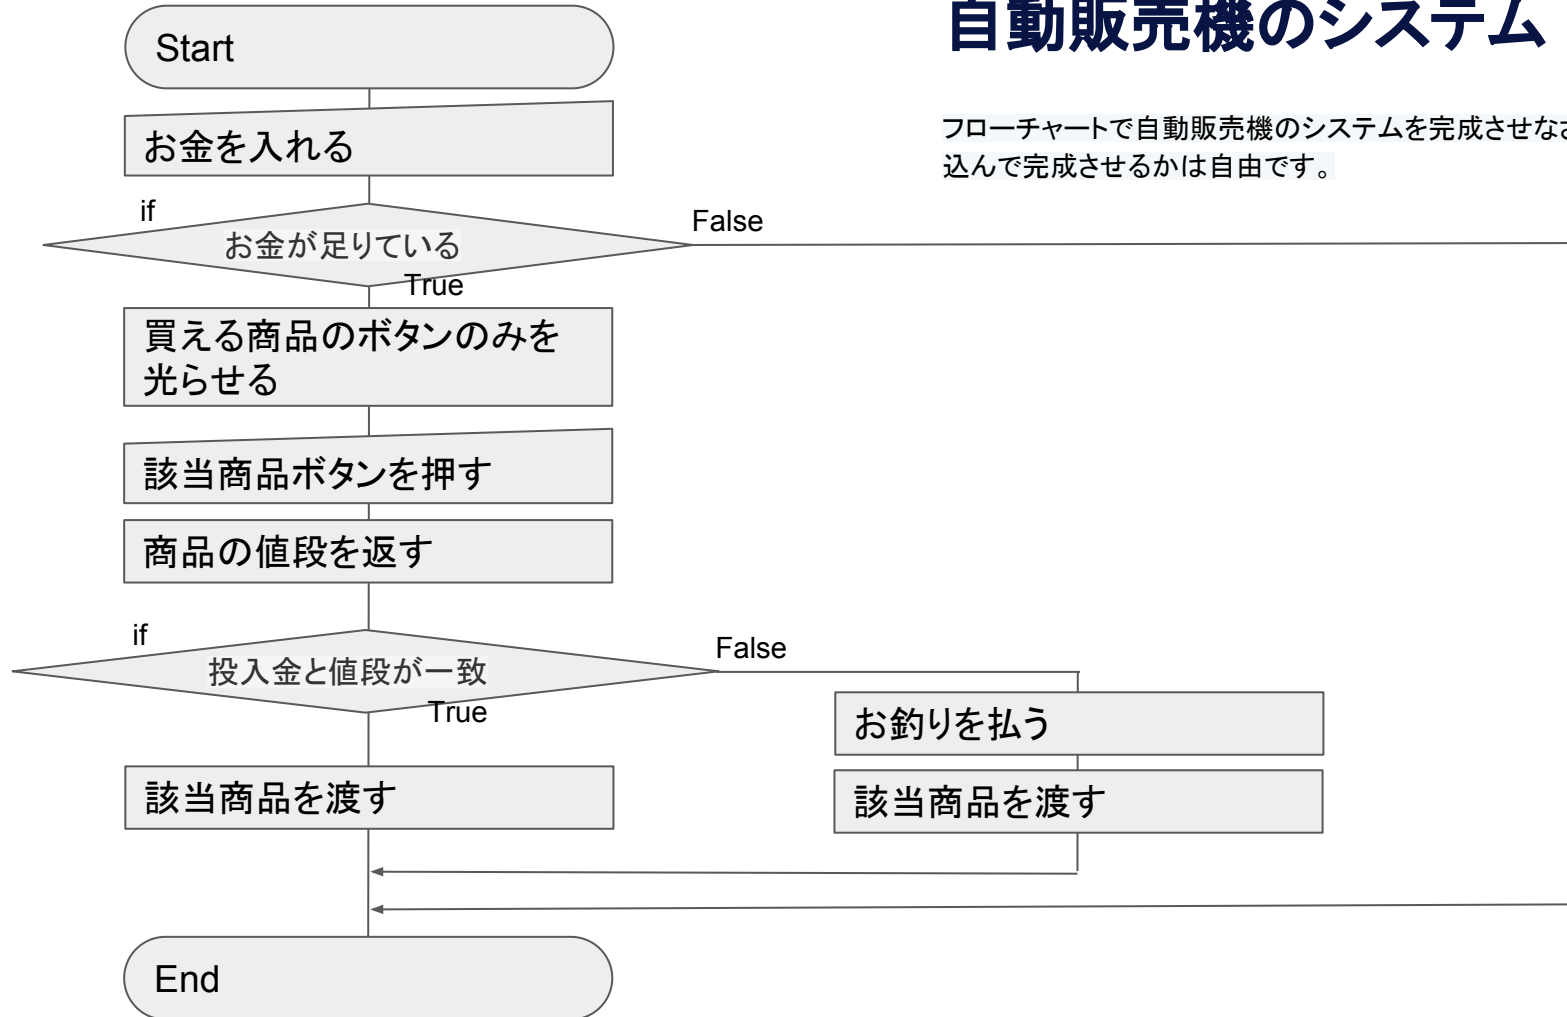 自動販売機のシステム
フローチャートで自動販売機のシステムを完成させな
込んで完成させるかは自由です。
Start
お金を入れる
if
お金が足りている
False
True
買える商品のボタンのみを
光らせる
該当商品ボタンを押す
商品の値段を返す
if
投入金と値段が一致
False
True
お釣りを払う
該当商品を渡す
該当商品を渡す
End